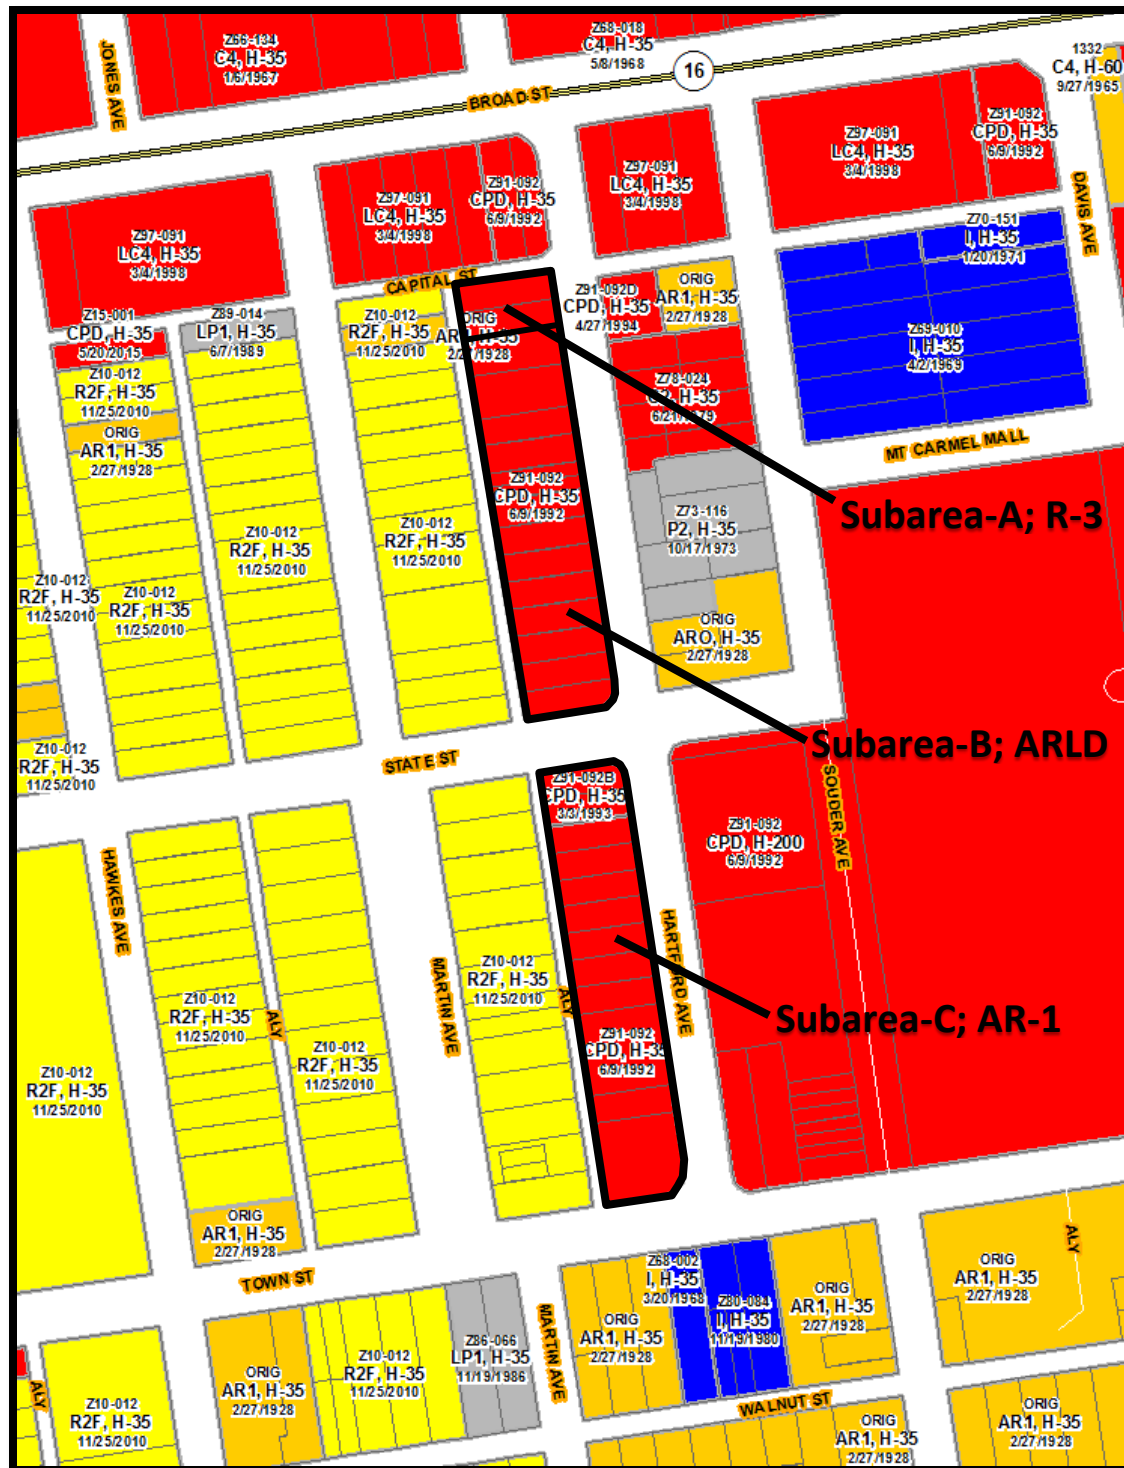 Z66-134
C4, H-35
1/6/1967
Z68-018
C4, H-35
5/8/1968
1332
C4, H-60
9/27/1965
JONES AVE
16
BROAD ST
Z97-091
LC4, H-35
3/4/1998
Z91-092
CPD, H-35
6/9/1992
Z97-091
LC4, H-35
3/4/1998
Z97-091
LC4, H-35
3/4/1998
Z91-092
CPD, H-35
6/9/1992
DAVIS AVE
Z97-091
LC4, H-35
3/4/1998
Z70-151
I, H-35
1/20/1971
CAPITAL ST
Z91-092D
CPD, H-35
4/27/1994
ORIG
AR1, H-35
2/27/1928
Z15-001
CPD, H-35
5/20/2015
Z89-014
LP1, H-35
6/7/1989
Z10-012
R2F, H-35
11/25/2010
ORIG
AR1, H-35
2/27/1928
Z69-010
I, H-35
4/2/1969
Z10-012
R2F, H-35
11/25/2010
ORIG
AR1, H-35
2/27/1928
Z78-024
C2, H-35
6/21/1979
MT CARMEL MALL
Z91-092
CPD, H-35
6/9/1992
Subarea-A; R-3
Z10-012
R2F, H-35
11/25/2010
Z10-012
R2F, H-35
11/25/2010
Z73-116
P2, H-35
10/17/1973
Z10-012
R2F, H-35
11/25/2010
Z10-012
R2F, H-35
11/25/2010
ORIG
ARO, H-35
2/27/1928
Z10-012
R2F, H-35
11/25/2010
STATE ST
Subarea-B; ARLD
Z91-092B
CPD, H-35
3/3/1993
SOUDER AVE
Z91-092
CPD, H-200
6/9/1992
HAWKES AVE
HARTFORD AVE
MARTIN AVE
Z10-012
R2F, H-35
11/25/2010
ALY
Z10-012
R2F, H-35
11/25/2010
ALY
Subarea-C; AR-1
Z91-092
CPD, H-35
6/9/1992
Z10-012
R2F, H-35
11/25/2010
Z10-012
R2F, H-35
11/25/2010
ORIG
AR1, H-35
2/27/1928
TOWN ST
ALY
Z68-002
I, H-35
3/20/1968
ORIG
AR1, H-35
2/27/1928
Z80-084
I, H-35
11/19/1980
ORIG
AR1, H-35
2/27/1928
ORIG
AR1, H-35
2/27/1928
MARTIN AVE
Z86-066
LP1, H-35
11/19/1986
Z10-012
R2F, H-35
11/25/2010
ORIG
AR1, H-35
2/27/1928
ALY
Z10-012
R2F, H-35
11/25/2010
WALNUT ST
ORIG
AR1, H-35
2/27/1928
ORIG
AR1, H-35
2/27/1928